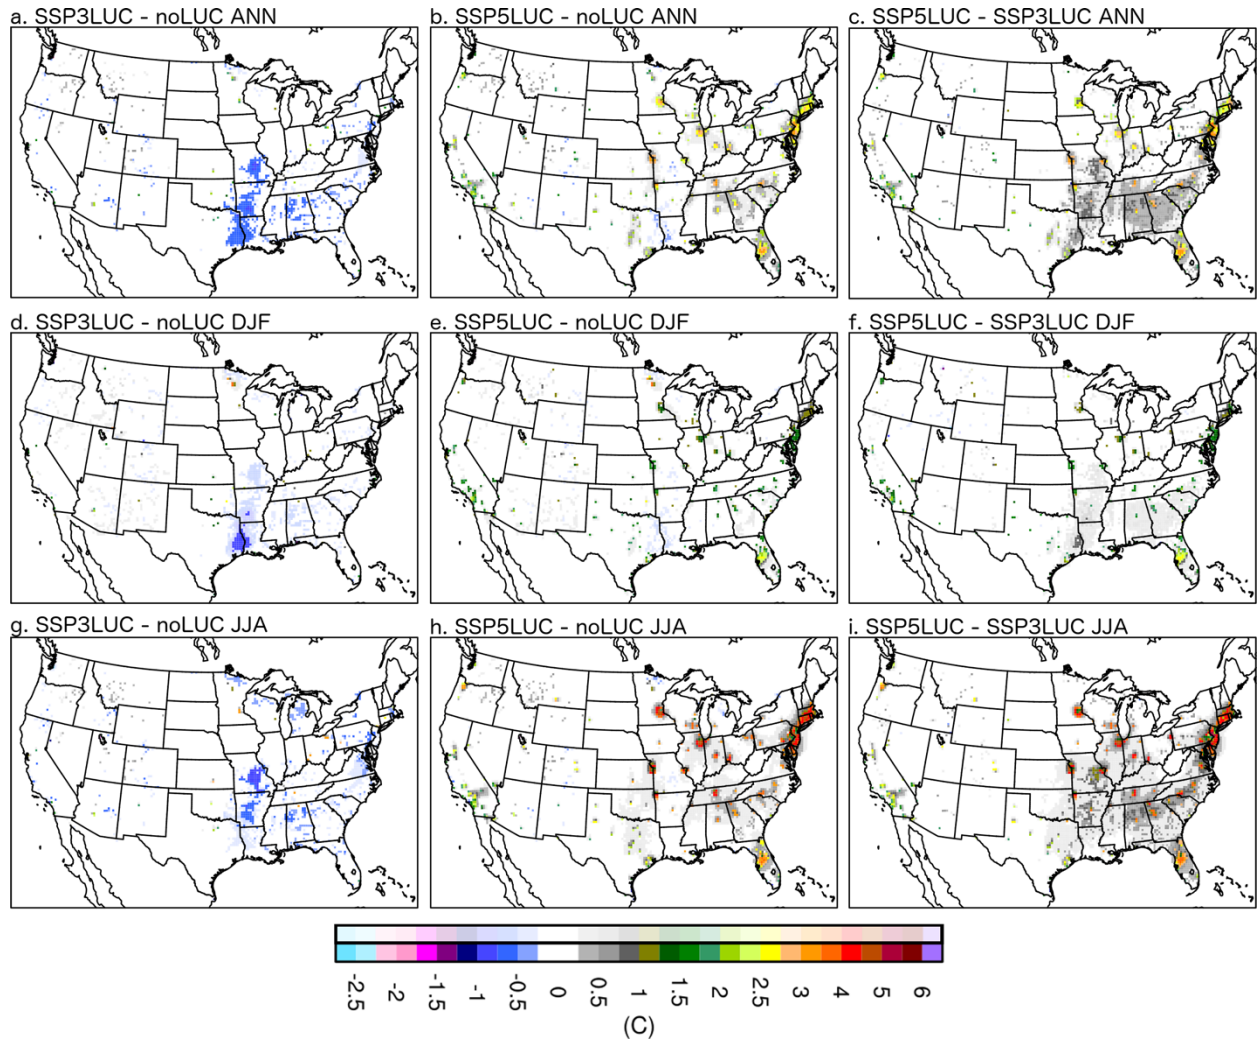 a. SSP3LUC - noLUC ANN
b. SSP5LUC - noLUC ANN
c. SSP5LUC - SSP3LUC ANN
d. SSP3LUC - noLUC DJF
e. SSP5LUC - noLUC DJF
f. SSP5LUC - SSP3LUC DJF
g. SSP3LUC - noLUC JJA
h. SSP5LUC - noLUC JJA
i. SSP5LUC - SSP3LUC JJA
-2.5 -2 -1.5 -1 -0.5 0 0.5 1 1.5 2 2.5 3 4 5 6
(C)